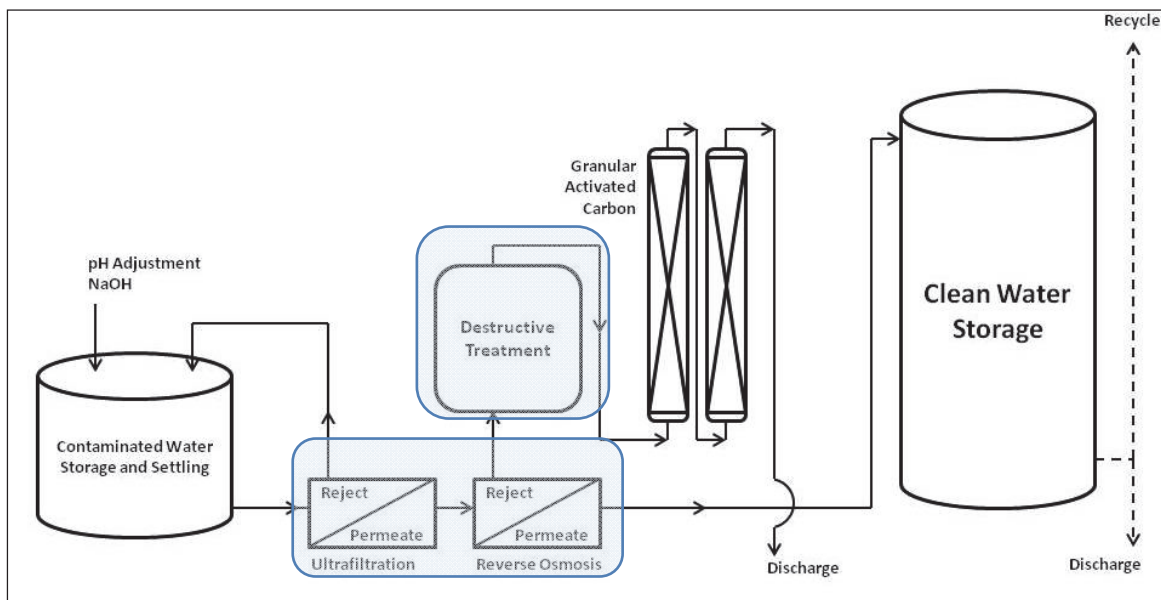 Recycle
Granular
Activated
Carbon
pH Adjustment
NaOH
Clean Water
Storage
Destructive
Treatment
Contaminated Water
Storage and Settling
Reject
Permeate
Reject
Permeate
Ultrafiltration
Reverse Osmosis
Discharge
Discharge